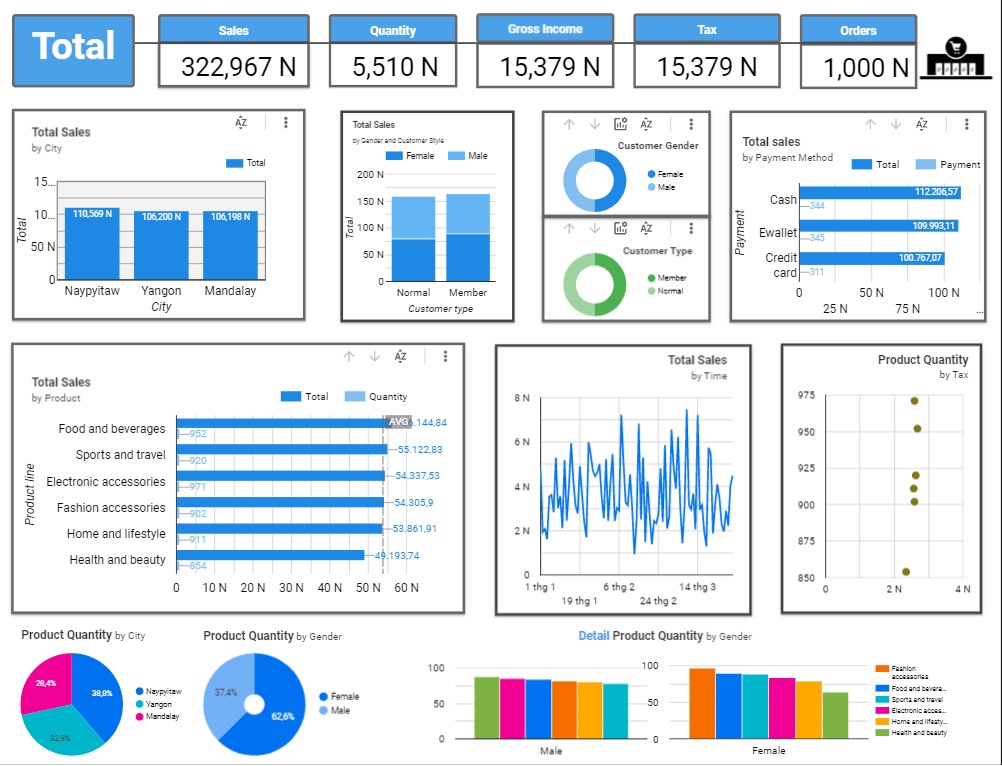 Total
Sales
322,967 N
Quantity
5,510 N
Gross Income
15,379 N
Tax
15,379 N
Orders
1,000 N
Total Sales
by City
Total
15...
10...
50 N
0
Total
110,569 N
106,200 N
106,198 N
Naypyitaw
Yangon
Mandalay
City
Total Sales
by Gender and Customer Style
Female
Male
200 N
150 N
100 N
50 N
0
Total
Normal
Member
Customer type
Customer Gender
Female
Male
Customer Type
Member
Normal
Total sales
by Payment Method
Total
Payment
Payment
Cash
112.206,57
344
Ewallet
109.993,11
345
Credit
card
100.767,07
311
0
50 N
100 N
25 N
75 N
...
Total Sales
by Product
Total
Quantity
Product line
Food and beverages
AVG
.144,84
952
Sports and travel
55.122,83
920
Electronic accessories
54.337,53
971
Fashion accessories
54.305,9
902
Home and lifestyle
53.861,91
911
Health and beauty
49.193,74
854
0
10 N
20 N
30 N
40 N
50 N
60 N
Total Sales
by Time
8 N
6 N
4 N
2 N
0
1 thg 1
6 thg 2
14 thg 3
19 thg 1
24 thg 2
Product Quantity
by Tax
975
950
925
900
875
850
0
2 N
4 N
Product Quantity by City
28,4%
38,8%
32,9%
Naypyitaw
Yangon
Mandalay
Product Quantity by Gender
37,4%
62,6%
Female
Male
Detail Product Quantity by Gender
100
50
0
Male
100
50
0
Female
Fashion
accessories
Food and bevera...
Sports and travel
Electronic acces...
Home and lifesty...
Health and beauty